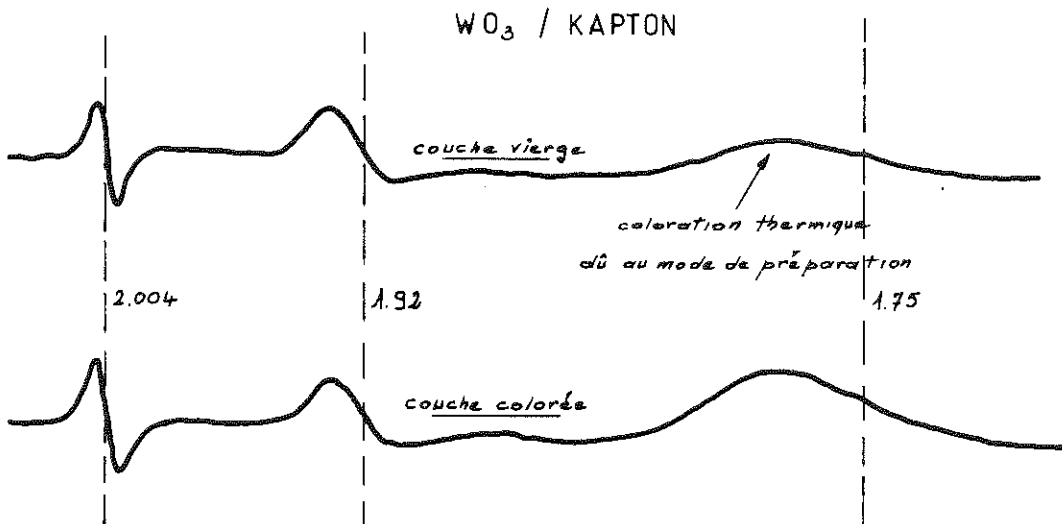 WO₃ / KAPTON
couche vierge
coloration thermique
dû au mode de préparation
2.004
1.92
1.75
couche colorée